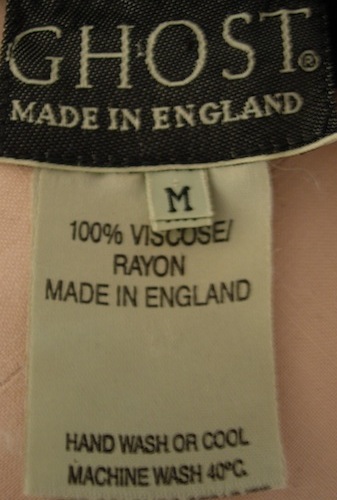 GHOST®
MADE IN ENGLAND
M
100% VISCOSE/
RAYON
MADE IN ENGLAND
HAND WASH OR COOL
MACHINE WASH 40°C.